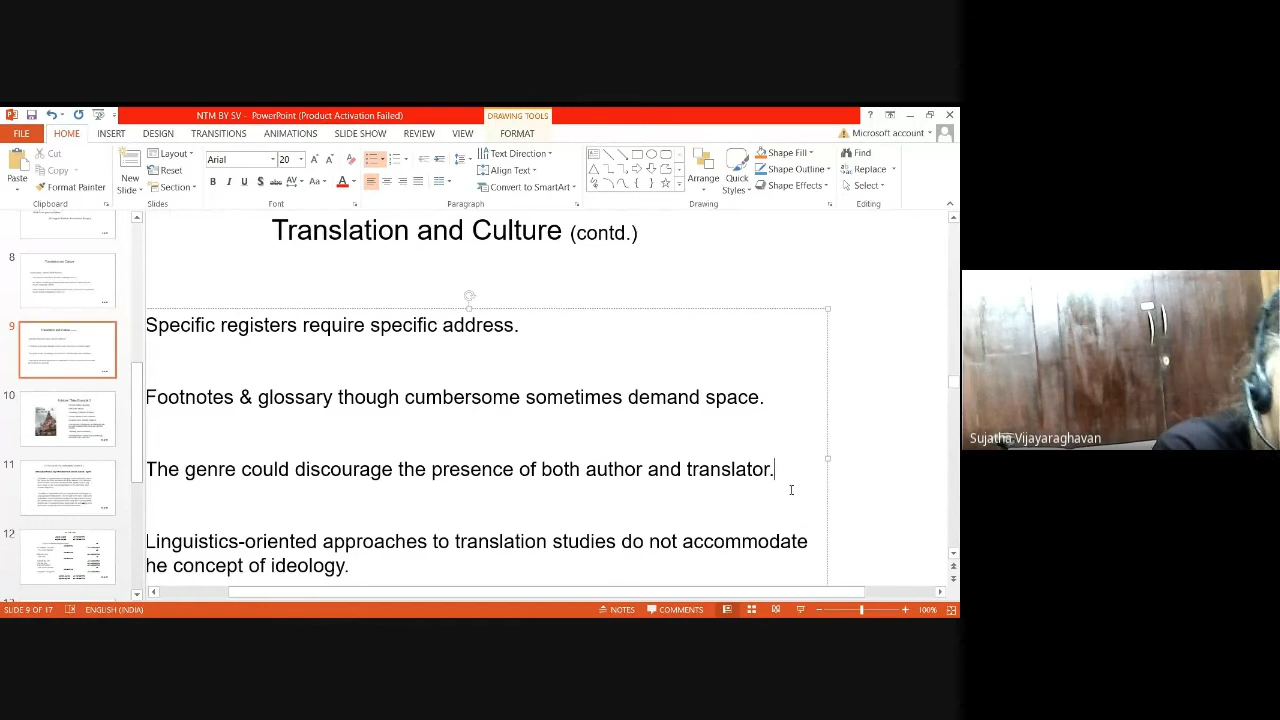 NTM BY SV - PowerPoint (Product Activation Failed)
DRAWING TOOLS
FILE HOME INSERT DESIGN TRANSITIONS ANIMATIONS SLIDE SHOW REVIEW VIEW FORMAT
Microsoft account
Paste
Cut
Copy
Format Painter
Clipboard
New
Slide
Layout
Reset
Section
Slides
Arial 20
Font
Text Direction
Align Text
Convert to SmartArt
Paragraph
Arrange
Quick
Styles
Shape Fill
Shape Outline
Shape Effects
Drawing
Find
Replace
Select
Editing
8
9
10
11
12
Translation and Culture (contd.)
Specific registers require specific address.
Footnotes & glossary though cumbersome sometimes demand space.
The genre could discourage the presence of both author and translator.
Linguistics-oriented approaches to translation studies do not accommodate
he concept of ideology.
SLIDE 9 OF 17 ENGLISH (INDIA) NOTES COMMENTS 100%
Sujatha Vijayaraghavan